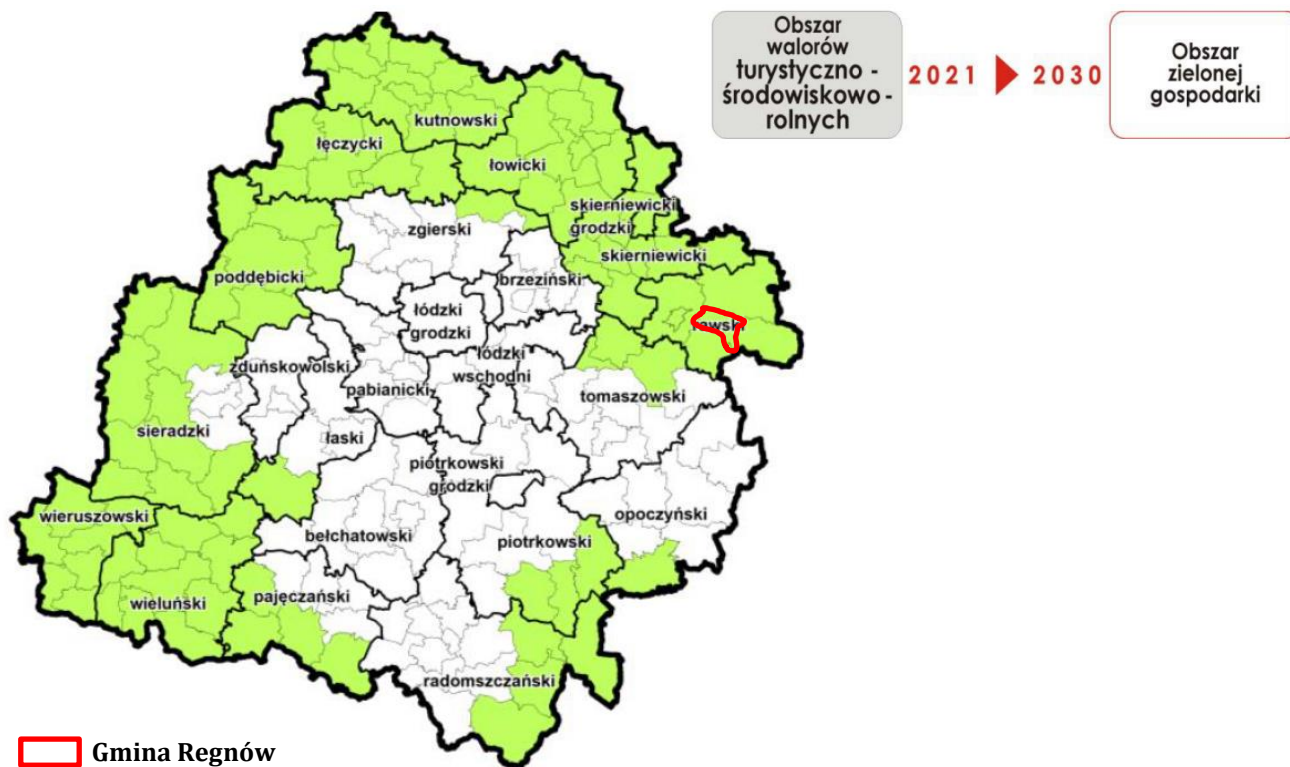 Obszar
walorów
turystyczno -
środowiskowo -
rolnych
2021
2030
Obszar
zielonej
gospodarki
kutnowski
łęczycki
łowicki
skierniewicki
grodzki
zgierski
skierniewicki
poddębicki
brzeziński
łódzki
grodzki
rawski
łódzki
wschodni
zduńskowolski
pabianicki
tomaszowski
sieradzki
łaski
piotrkowski
grodzki
opoczyński
wieruszowski
bełchatowski
piotrkowski
wieluński
pajęczański
radomszczański
Gmina Regnów